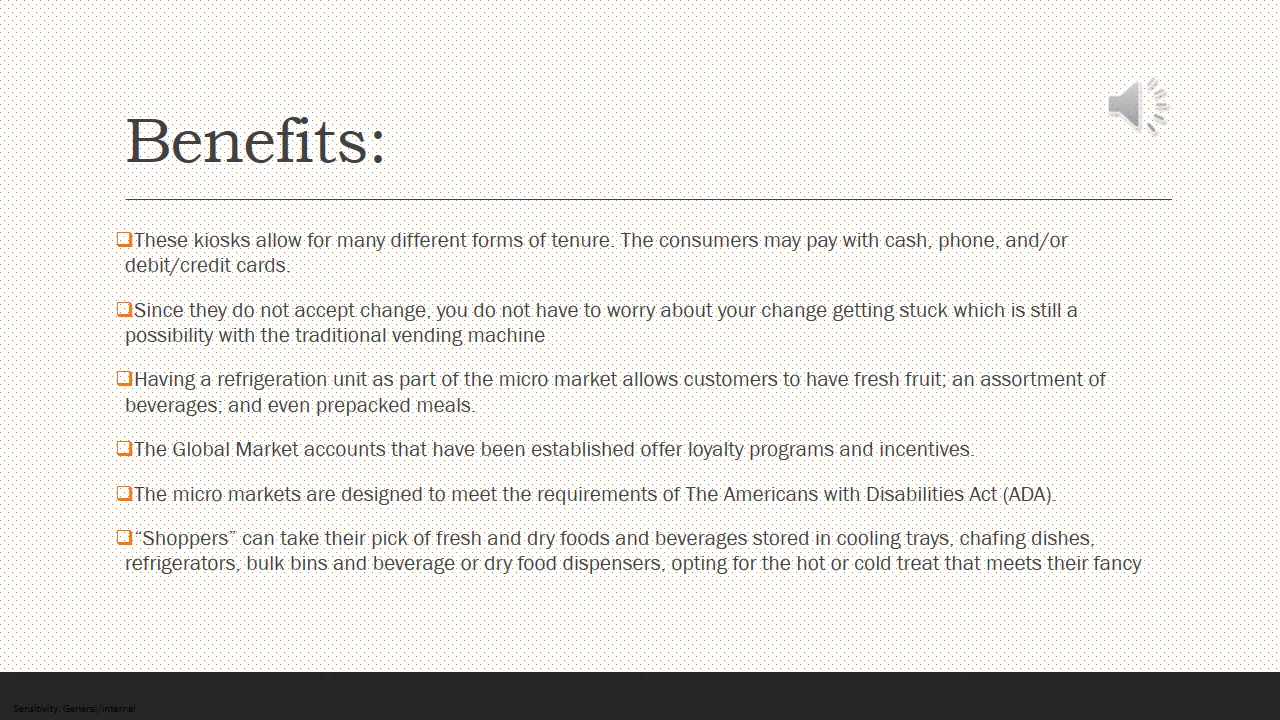 Benefits:
These kiosks allow for many different forms of tenure. The consumers may pay with cash, phone, and/or
debit/credit cards.
Since they do not accept change, you do not have to worry about your change getting stuck which is still a
possibility with the traditional vending machine
Having a refrigeration unit as part of the micro market allows customers to have fresh fruit; an assortment of
beverages; and even prepacked meals.
The Global Market accounts that have been established offer loyalty programs and incentives.
The micro markets are designed to meet the requirements of The Americans with Disabilities Act (ADA).
“Shoppers” can take their pick of fresh and dry foods and beverages stored in cooling trays, chafing dishes,
refrigerators, bulk bins and beverage or dry food dispensers, opting for the hot or cold treat that meets their fancy
Sensitivity: General/Internal